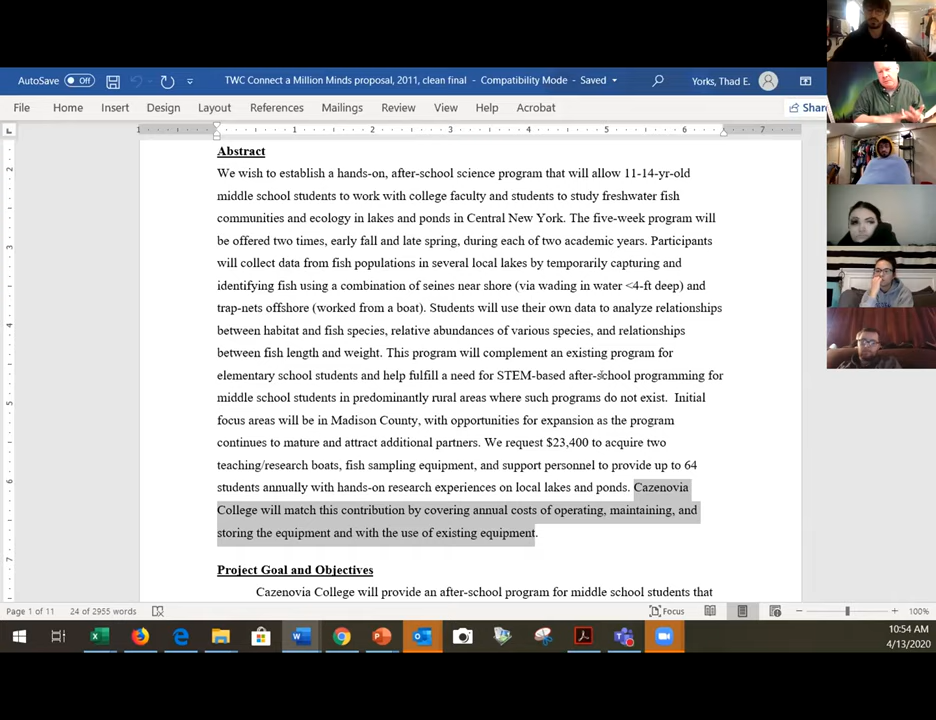 AutoSave Off TWC Connect a Million Minds proposal, 2011, clean final - Compatibility Mode - Saved Yorks, Thad E.
File Home Insert Design Layout References Mailings Review View Help Acrobat Share
1 1 2 3 4 5 6 7
2
3
4
5
6
7
Abstract
We wish to establish a hands-on, after-school science program that will allow 11-14-yr-old
middle school students to work with college faculty and students to study freshwater fish
communities and ecology in lakes and ponds in Central New York. The five-week program will
be offered two times, early fall and late spring, during each of two academic years. Participants
will collect data from fish populations in several local lakes by temporarily capturing and
identifying fish using a combination of seines near shore (via wading in water <4-ft deep) and
trap-nets offshore (worked from a boat). Students will use their own data to analyze relationships
between habitat and fish species, relative abundances of various species, and relationships
between fish length and weight. This program will complement an existing program for
elementary school students and help fulfill a need for STEM-based after-school programming for
middle school students in predominantly rural areas where such programs do not exist. Initial
focus areas will be in Madison County, with opportunities for expansion as the program
continues to mature and attract additional partners. We request $23,400 to acquire two
teaching/research boats, fish sampling equipment, and support personnel to provide up to 64
students annually with hands-on research experiences on local lakes and ponds. Cazenovia
College will match this contribution by covering annual costs of operating, maintaining, and
storing the equipment and with the use of existing equipment.
Project Goal and Objectives
Cazenovia College will provide an after-school program for middle school students that
Page 1 of 11 24 of 2955 words Focus 100%
10:54 AM
4/13/2020